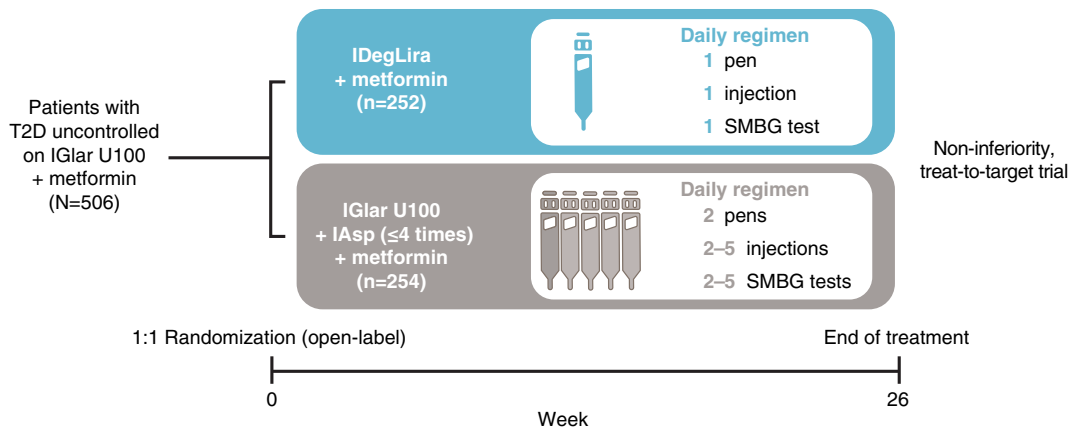 Patients with
T2D uncontrolled
on IGlar U100
+ metformin
(N=506)
IDegLira
+ metformin
(n=252)
Daily regimen
1 pen
1 injection
1 SMBG test
IGlar U100
+ IAsp (≤4 times)
+ metformin
(n=254)
Daily regimen
2 pens
2–5 injections
2–5 SMBG tests
Non-inferiority,
treat-to-target trial
1:1 Randomization (open-label)
End of treatment
0
26
Week